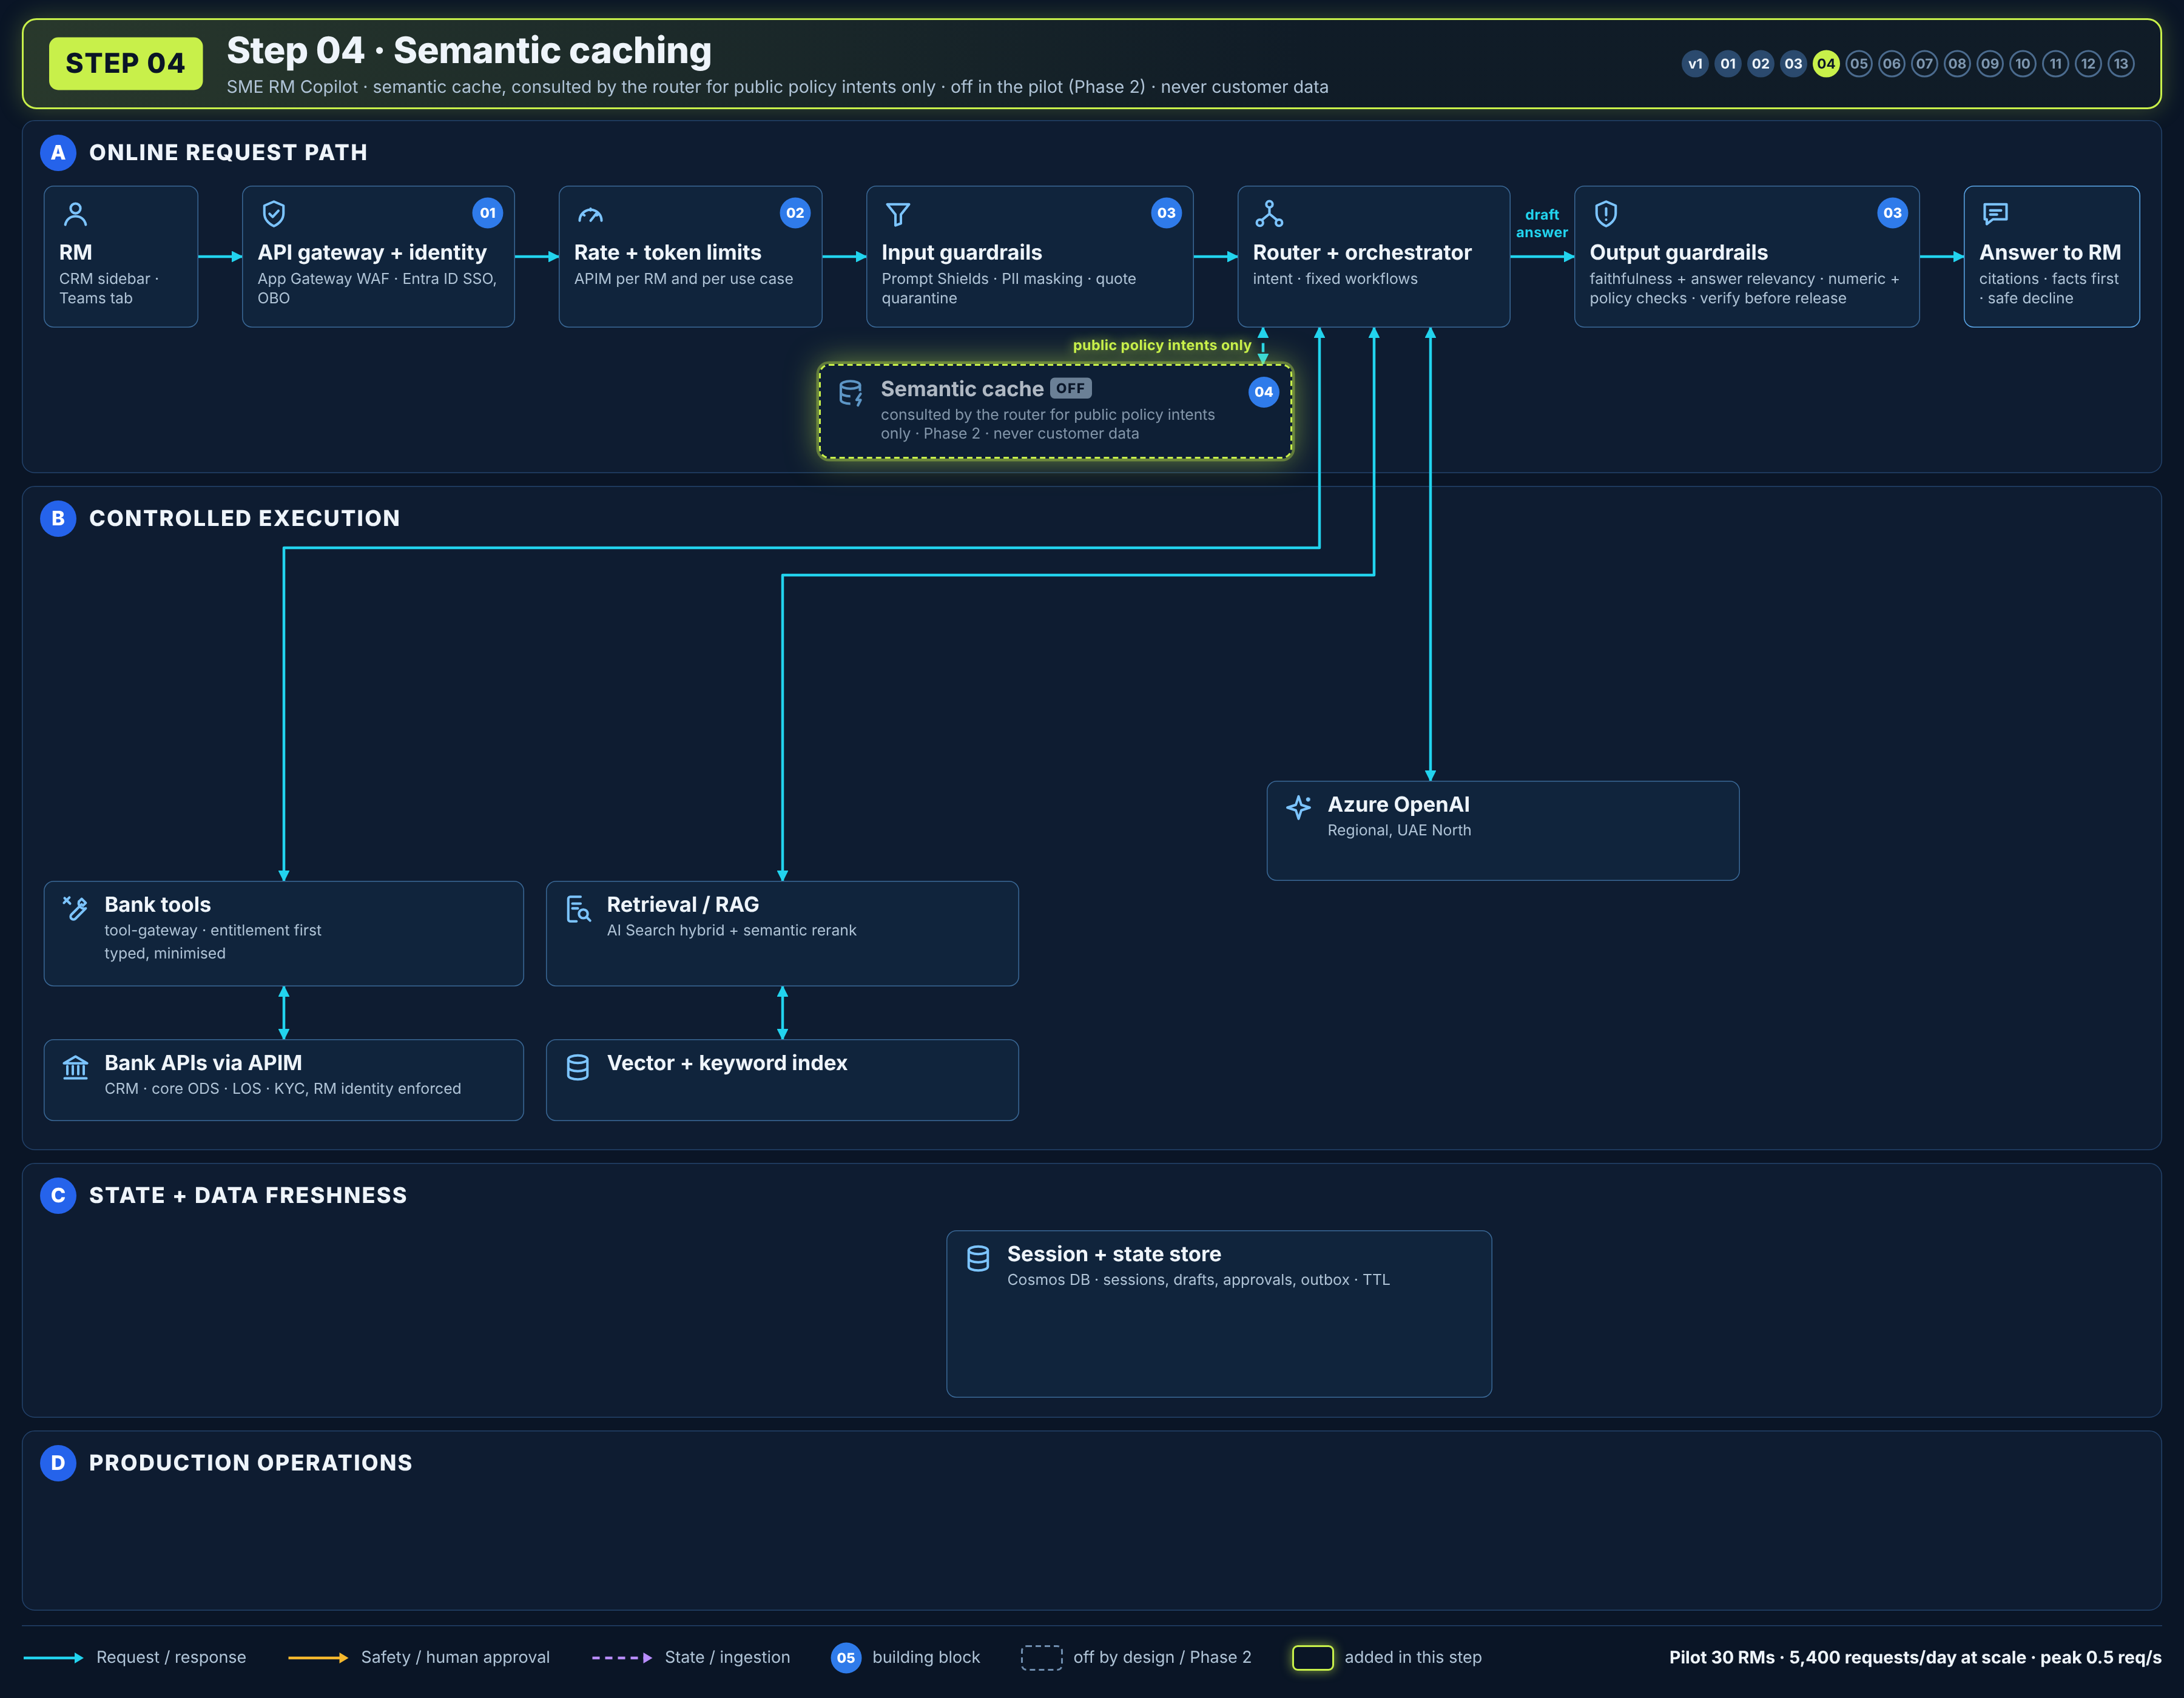 STEP 04
Step 04 · Semantic caching
SME RM Copilot · semantic cache, consulted by the router for public policy intents only · off in the pilot (Phase 2) · never customer data
v1 01 02 03 04 05 06 07 08 09 10 11 12 13
A ONLINE REQUEST PATH
RM
CRM sidebar ·
Teams tab
01
API gateway + identity
App Gateway WAF · Entra ID SSO,
OBO
02
Rate + token limits
APIM per RM and per use case
03
Input guardrails
Prompt Shields · PII masking · quote
quarantine
Router + orchestrator
intent · fixed workflows
draft
answer
03
Output guardrails
faithfulness + answer relevancy · numeric +
policy checks · verify before release
Answer to RM
citations · facts first
· safe decline
public policy intents only
Semantic cache OFF
04
consulted by the router for public policy intents
only · Phase 2 · never customer data
B CONTROLLED EXECUTION
Azure OpenAI
Regional, UAE North
Bank tools
tool-gateway · entitlement first
typed, minimised
Retrieval / RAG
AI Search hybrid + semantic rerank
Bank APIs via APIM
CRM · core ODS · LOS · KYC, RM identity enforced
Vector + keyword index
C STATE + DATA FRESHNESS
Session + state store
Cosmos DB · sessions, drafts, approvals, outbox · TTL
D PRODUCTION OPERATIONS
Request / response
Safety / human approval
State / ingestion
05 building block
off by design / Phase 2
added in this step
Pilot 30 RMs · 5,400 requests/day at scale · peak 0.5 req/s